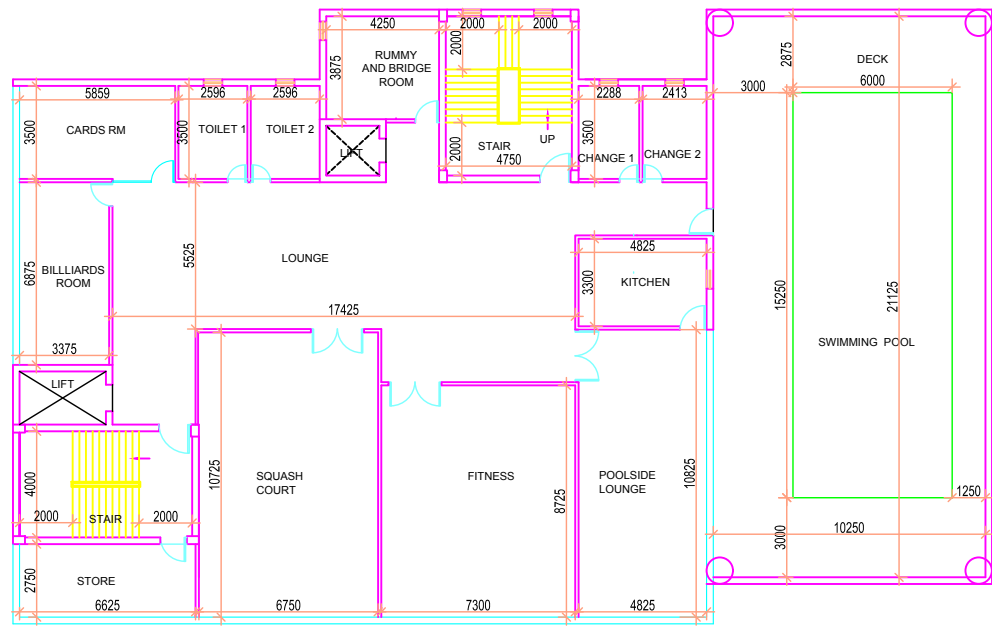 4250
2000
2000
DECK
RUMMY
AND BRIDGE
ROOM
3875
2000
2875
3000
6000
5859
2596
2596
2288
2413
CARDS RM
3500
TOILET 1
3500
TOILET 2
LIFT
STAIR
UP
2000
4750
3500
CHANGE 1
CHANGE 2
LOUNGE
5525
4825
KITCHEN
3300
BILLLIARDS
ROOM
6875
17425
3375
15250
21125
SWIMMING POOL
LIFT
SQUASH
COURT
10725
FITNESS
8725
POOLSIDE
LOUNGE
10825
4000
2000
STAIR
2000
1250
10250
3000
STORE
2750
6625
6750
7300
4825